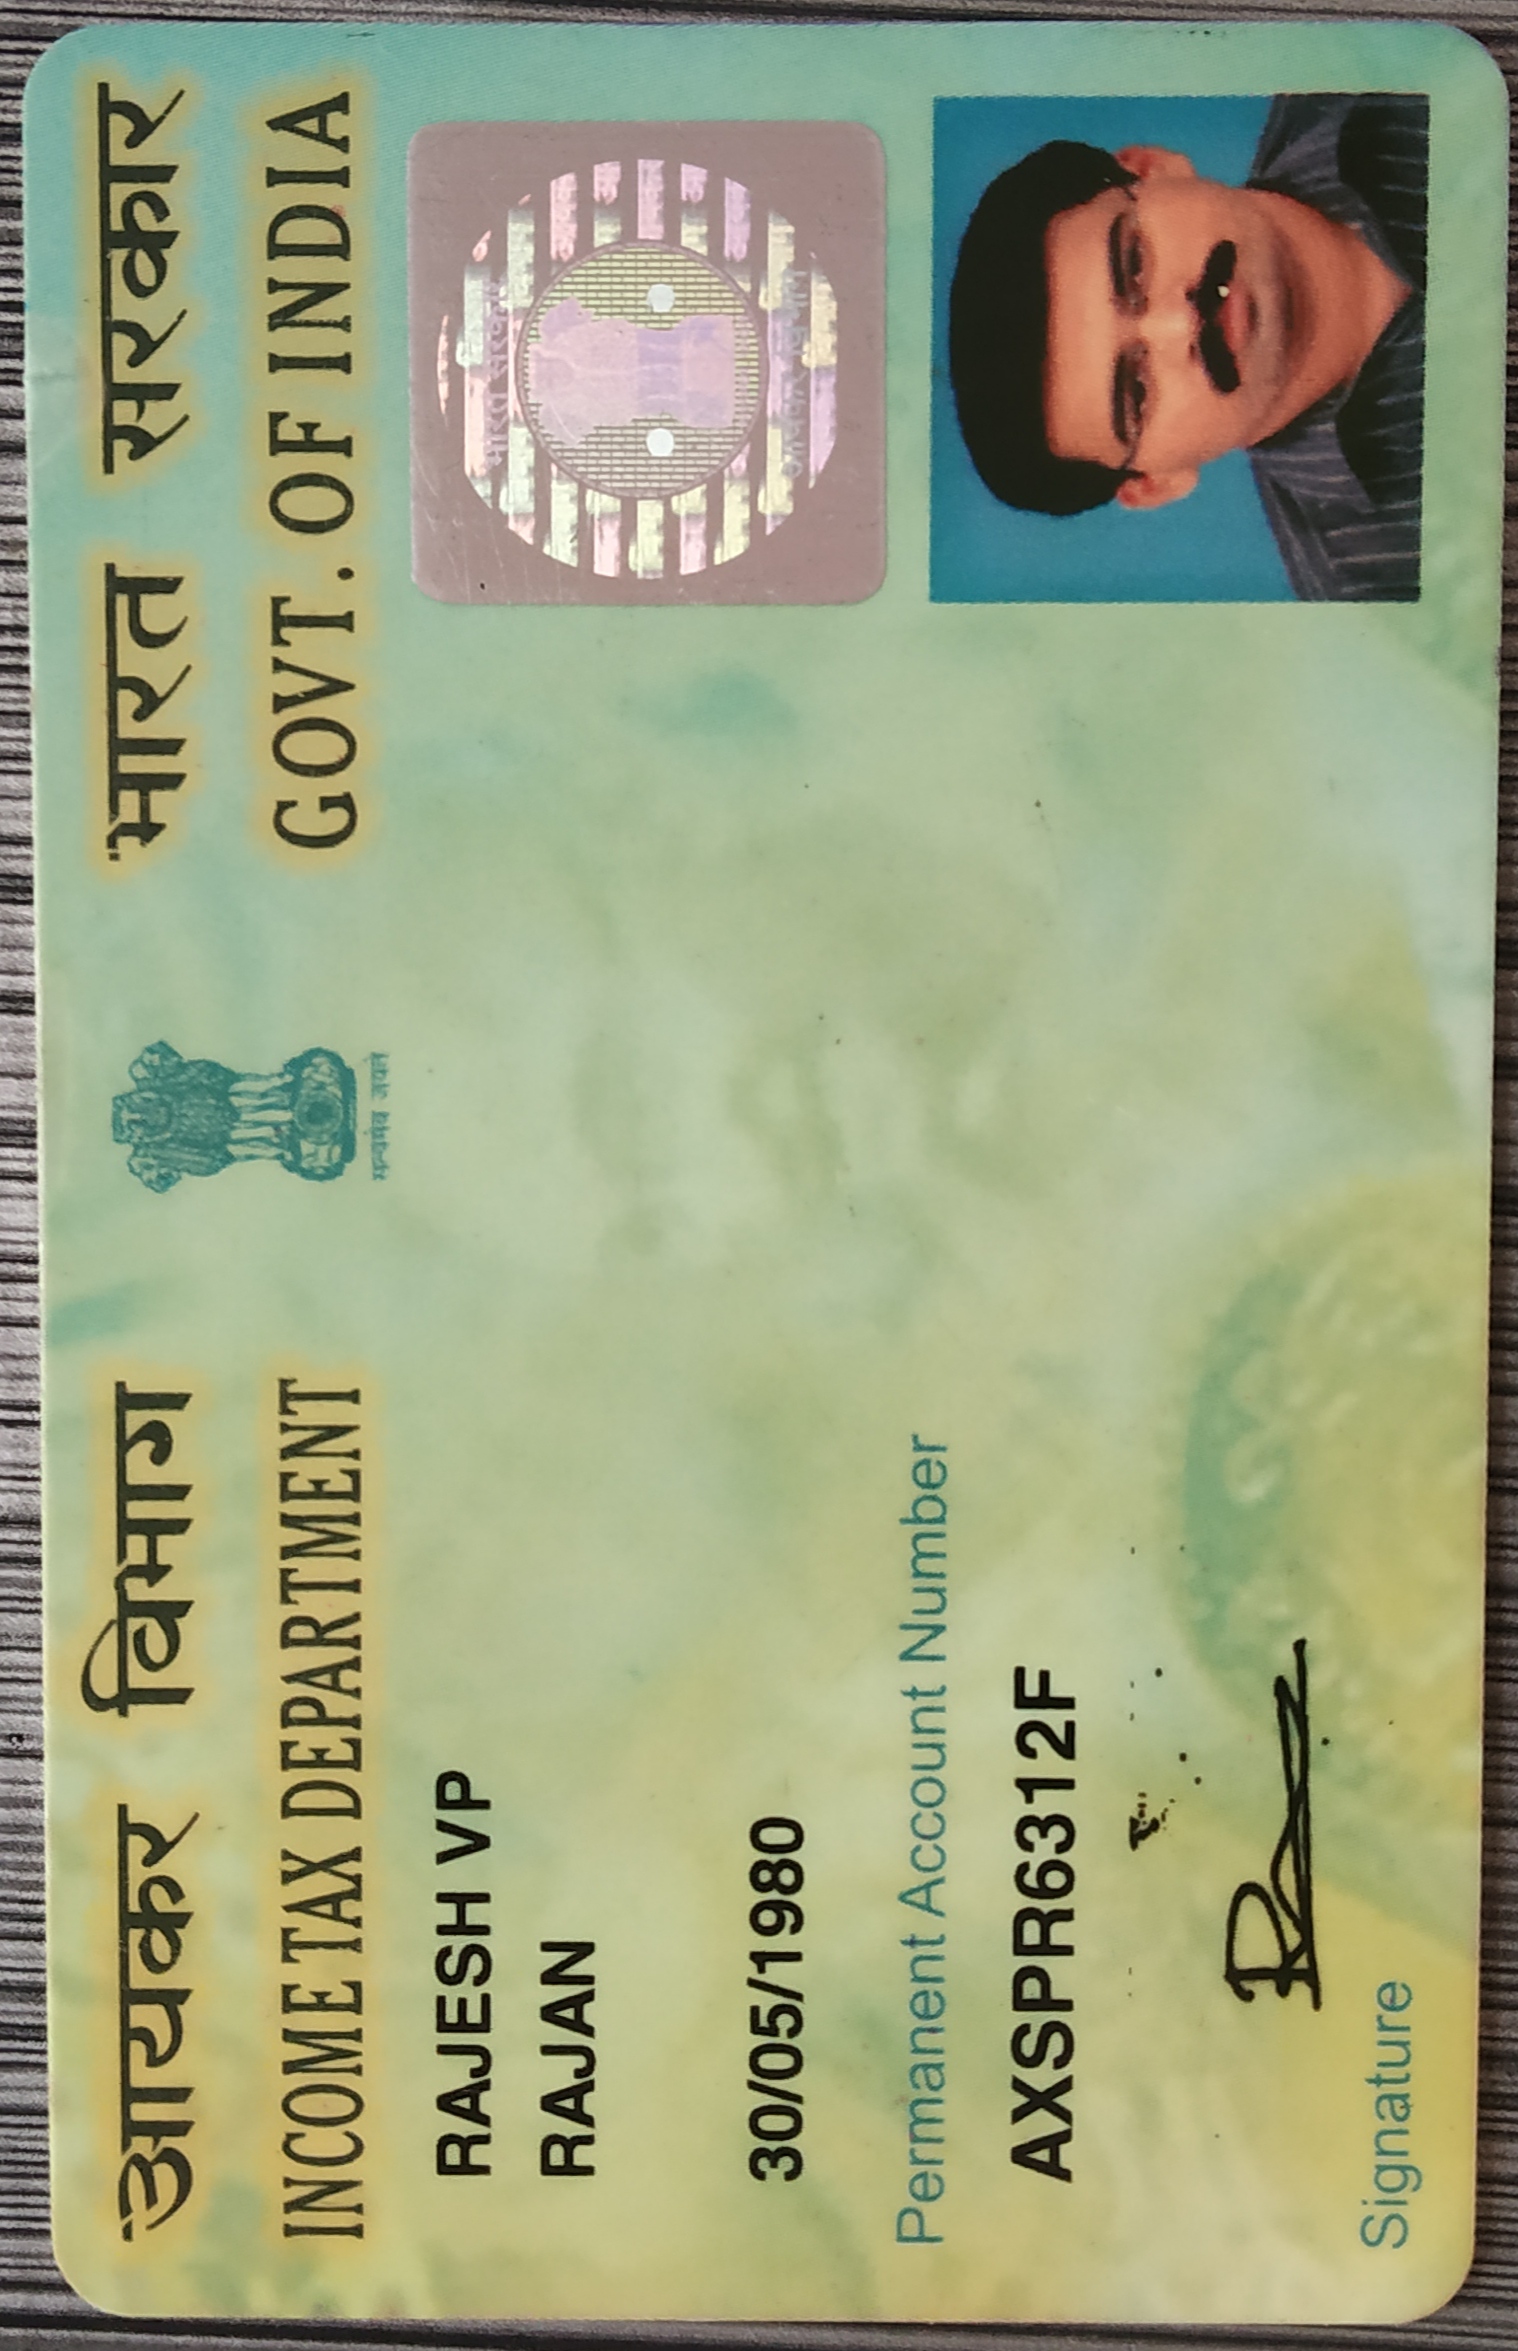 आयकर विभाग
INCOME TAX DEPARTMENT
सत्यमेव जयते
भारत सरकार
GOVT. OF INDIA
RAJESH VP
RAJAN
30/05/1980
Permanent Account Number
AXSPR6312F
Signature